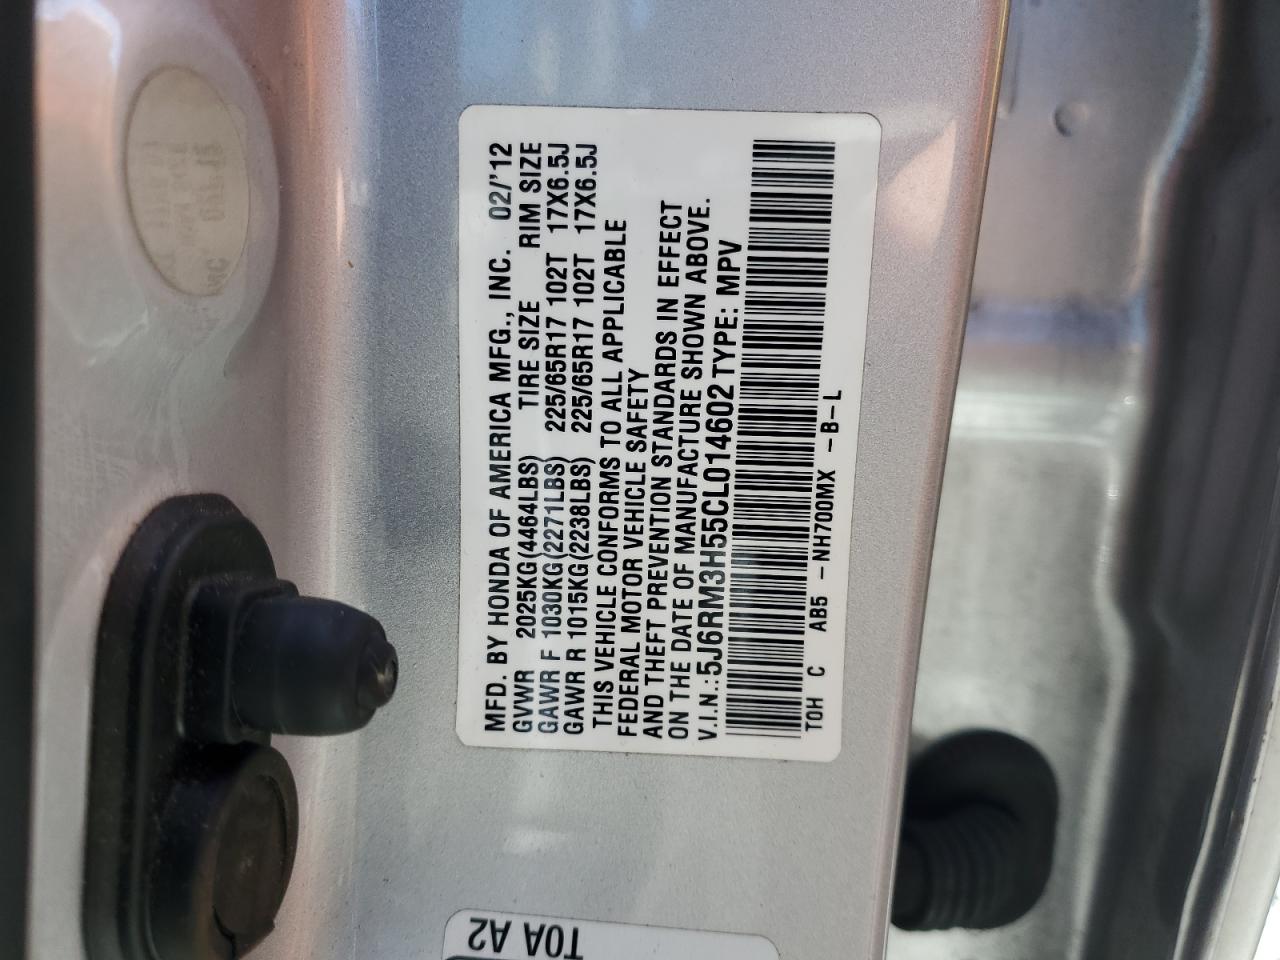 MFD. BY HONDA OF AMERICA MFG., INC. 02/'12
GVWR 2025KG(4464LBS) TIRE SIZE RIM SIZE
GAWR F 1030KG(2271LBS) 225/65R17 102T 17X6.5J
GAWR R 1015KG(2238LBS) 225/65R17 102T 17X6.5J
THIS VEHICLE CONFORMS TO ALL APPLICABLE
FEDERAL MOTOR VEHICLE SAFETY
AND THEFT PREVENTION STANDARDS IN EFFECT
ON THE DATE OF MANUFACTURE SHOWN ABOVE.
V.I.N.:5J6RM3H55CL014602 TYPE: MPV
TOH C AB5 -NH700MX -B-L
T0A A2